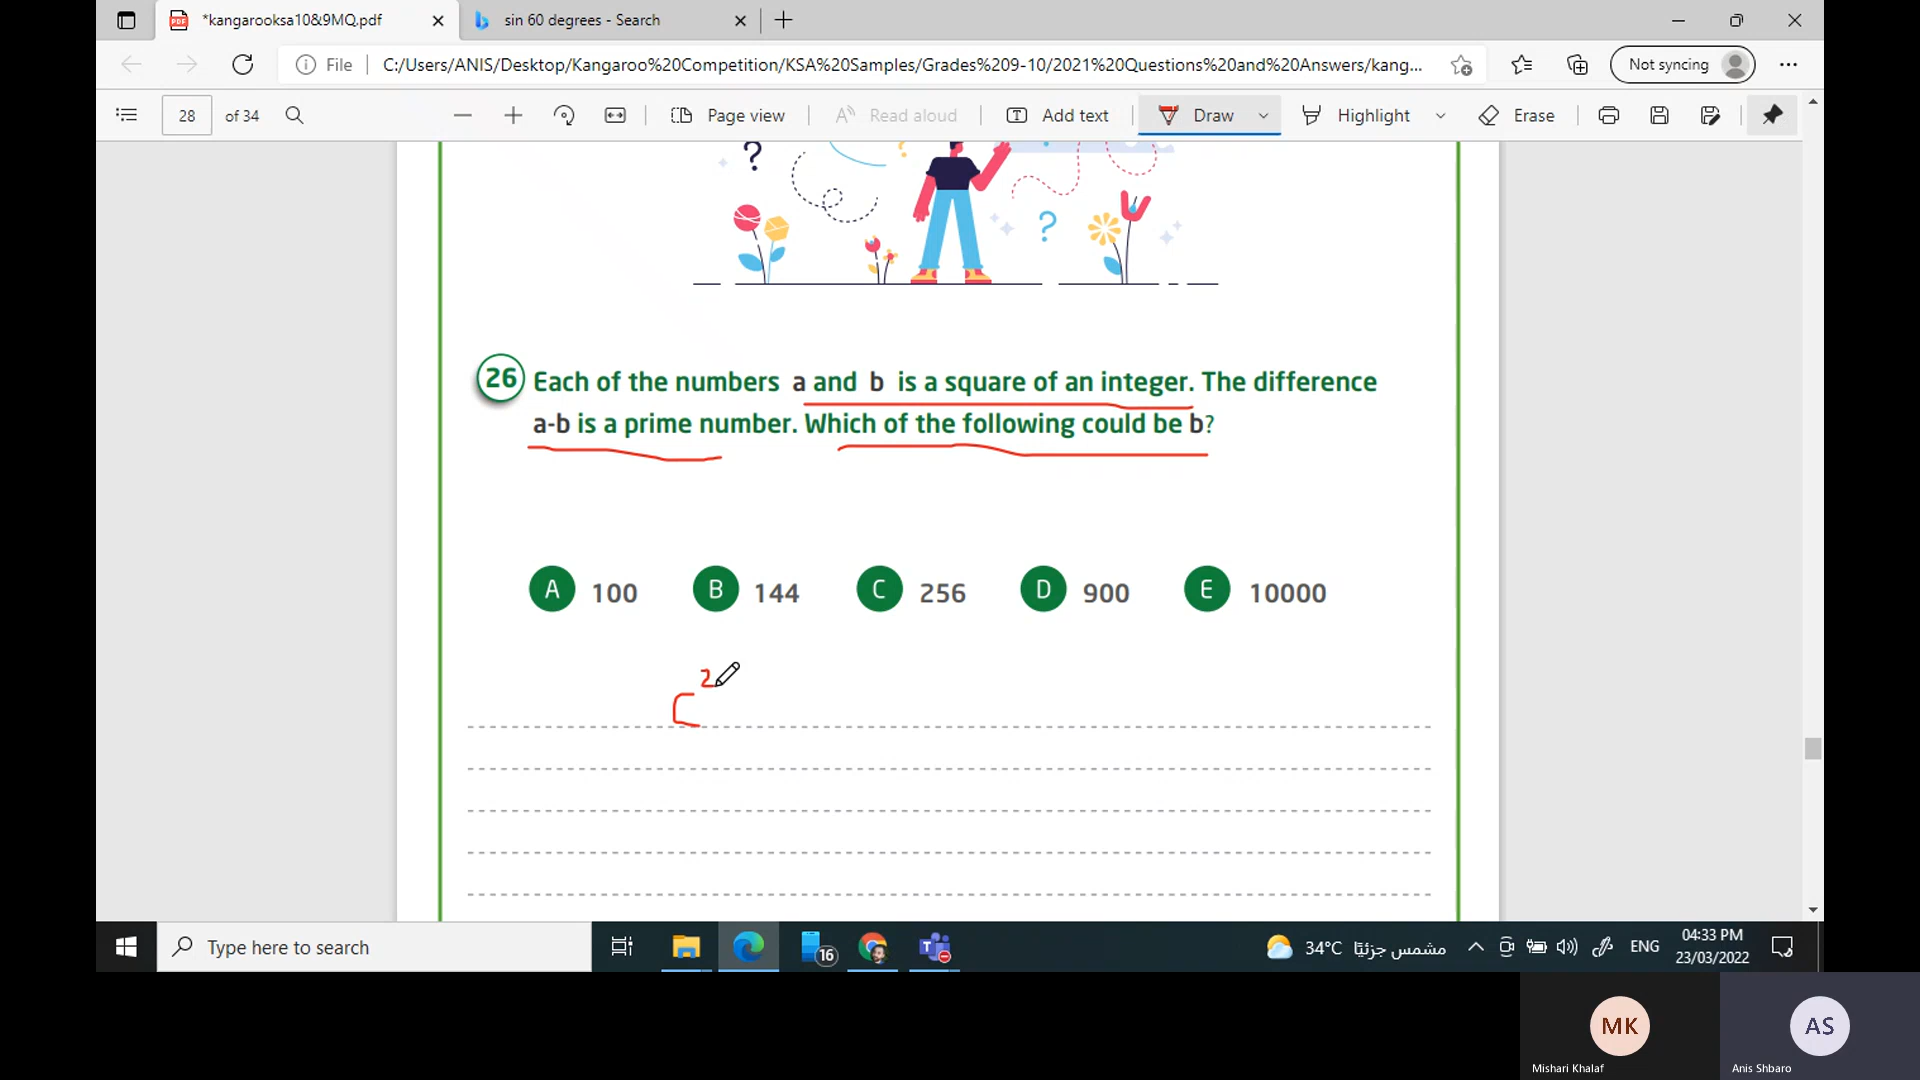 *kangarooksa10&9MQ.pdf
sin 60 degrees - Search
File
C:/Users/ANIS/Desktop/Kangaroo%20Competition/KSA%20Samples/Grades%209-10/2021%20Questions%20and%20Answers/kang...
Not syncing
28 of 34
Page view
Read aloud
Add text
Draw
Highlight
Erase
26 Each of the numbers a and b is a square of an integer. The difference
a-b is a prime number. Which of the following could be b?
A 100 B 144 C 256 D 900 E 10000
2
Type here to search
16
34°C مشمس جزئيًا
ENG
04:33 PM
23/03/2022
MK
Mishari Khalaf
AS
Anis Shbaro